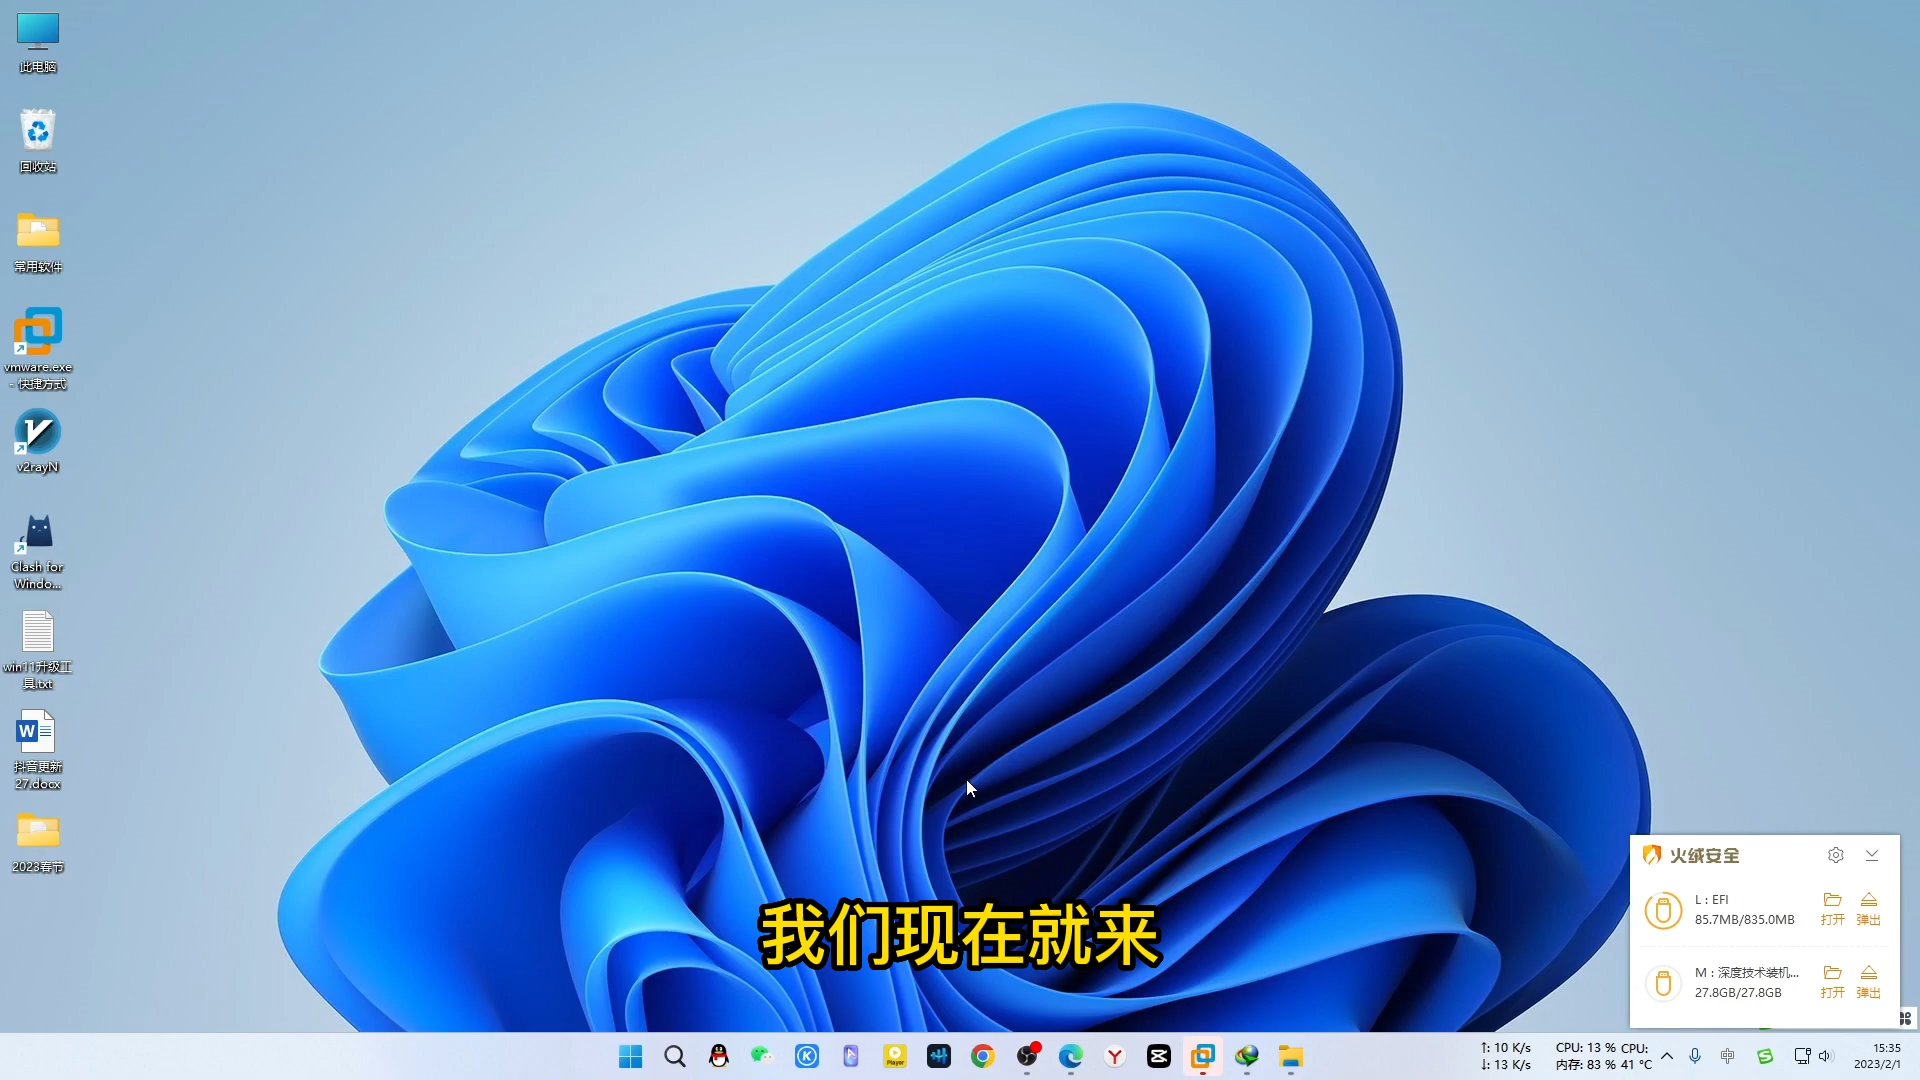 此电脑
回收站
常用软件
vmware.exe
- 快捷方式
v2rayN
Clash for
Windo...
win11升级工
具.txt
W
抖音更新
27.docx
2023春节
我们现在就来
火绒安全
L : EFI
85.7MB/835.0MB
打开 弹出
M : 深度技术装机...
27.8GB/27.8GB
打开 弹出
Player
↑: 10 K/s
↓: 13 K/s
CPU: 13 % CPU:
内存: 83 % 41 °C
中
15:35
2023/2/1